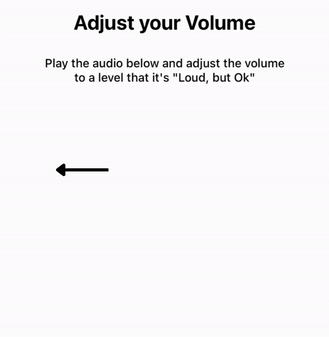 Adjust your Volume
Play the audio below and adjust the volume
to a level that it's "Loud, but Ok"